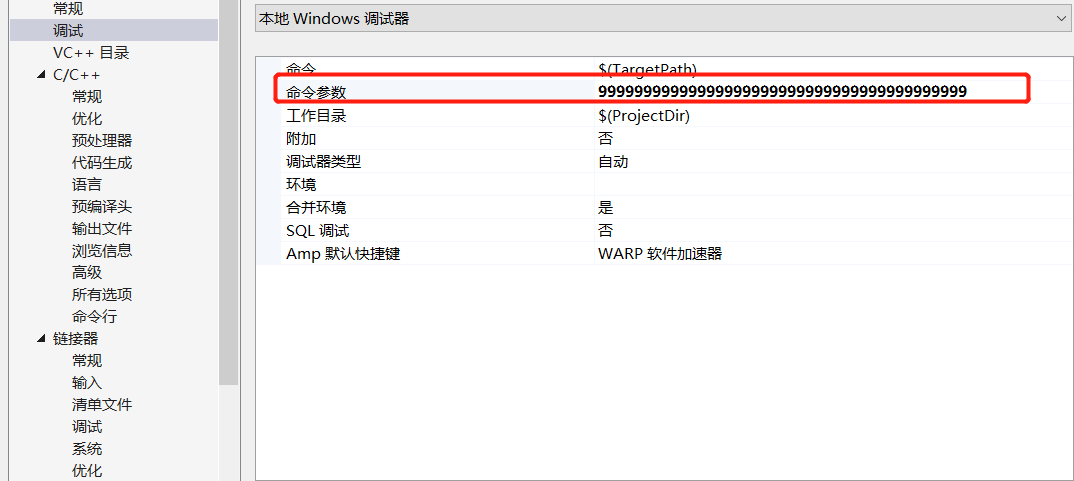 常规
调试
VC++ 目录
C/C++
常规
优化
预处理器
代码生成
语言
预编译头
输出文件
浏览信息
高级
所有选项
命令行
链接器
常规
输入
清单文件
调试
系统
优化
本地 Windows 调试器
命令 $(TargetPath)
命令参数 99999999999999999999999999999999999999999
工作目录 $(ProjectDir)
附加 否
调试器类型 自动
环境
合并环境 是
SQL 调试 否
Amp 默认快捷键 WARP 软件加速器